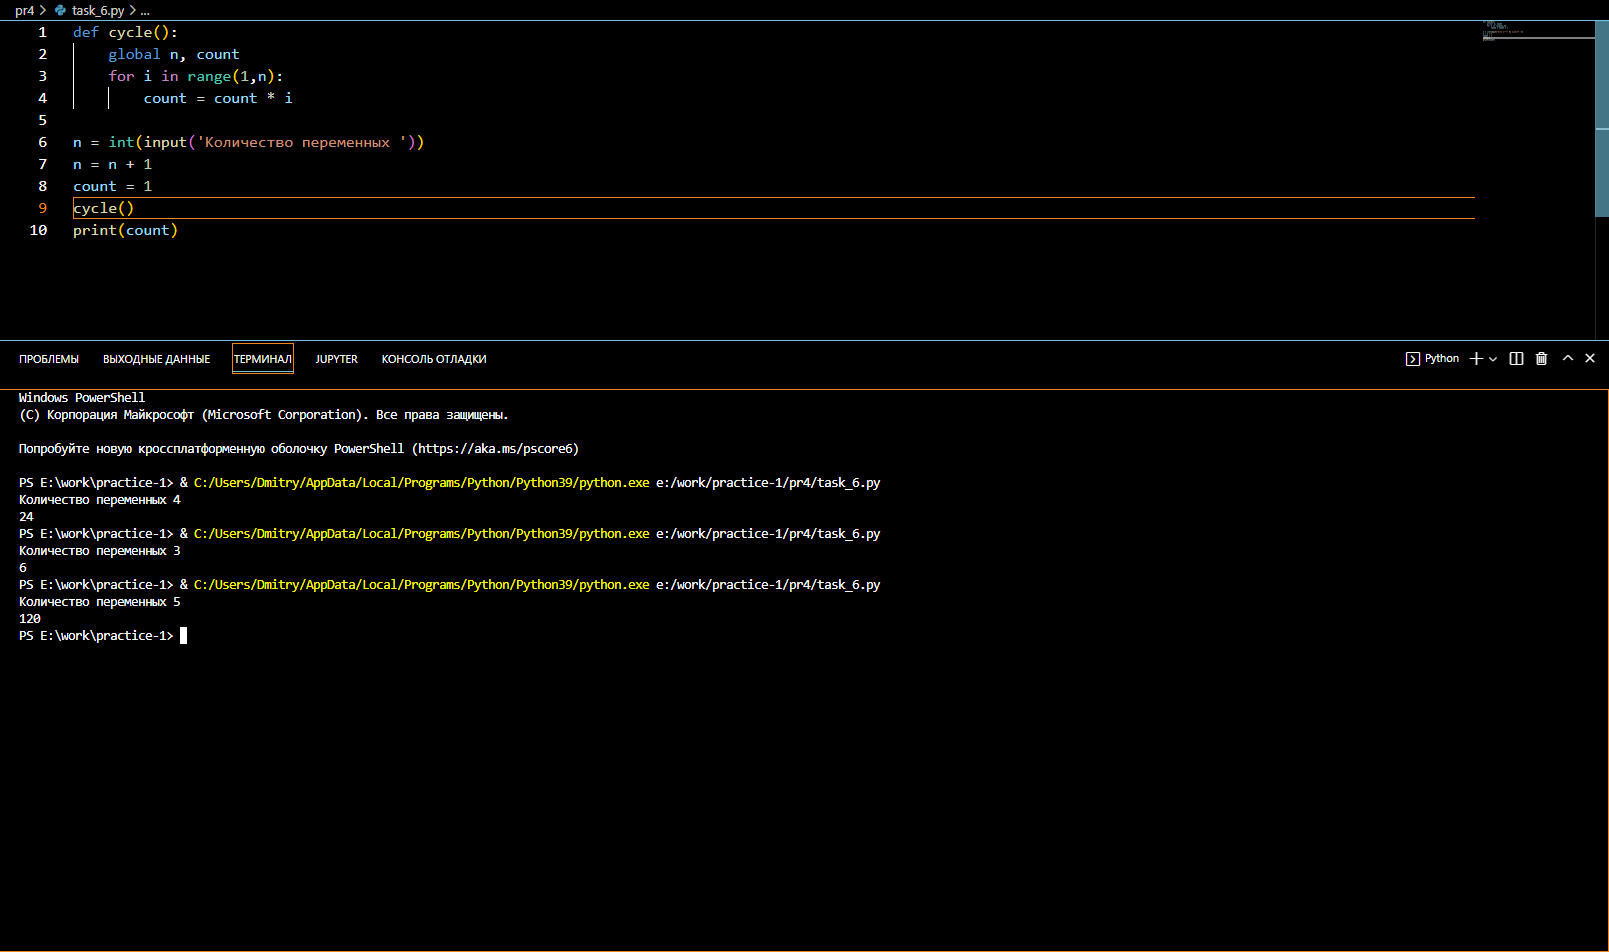 pr4 > task_6.py > ...
1 def cycle():
2     global n, count
3     for i in range(1,n):
4         count = count * i
5
6 n = int(input('Количество переменных '))
7 n = n + 1
8 count = 1
9 cycle()
10 print(count)
ПРОБЛЕМЫ ВЫХОДНЫЕ ДАННЫЕ ТЕРМИНАЛ JUPYTER КОНСОЛЬ ОТЛАДКИ Python
Windows PowerShell
(C) Корпорация Майкрософт (Microsoft Corporation). Все права защищены.
Попробуйте новую кроссплатформенную оболочку PowerShell (https://aka.ms/pscore6)
PS E:\work\practice-1> & C:/Users/Dmitry/AppData/Local/Programs/Python/Python39/python.exe e:/work/practice-1/pr4/task_6.py
Количество переменных 4
24
PS E:\work\practice-1> & C:/Users/Dmitry/AppData/Local/Programs/Python/Python39/python.exe e:/work/practice-1/pr4/task_6.py
Количество переменных 3
6
PS E:\work\practice-1> & C:/Users/Dmitry/AppData/Local/Programs/Python/Python39/python.exe e:/work/practice-1/pr4/task_6.py
Количество переменных 5
120
PS E:\work\practice-1>